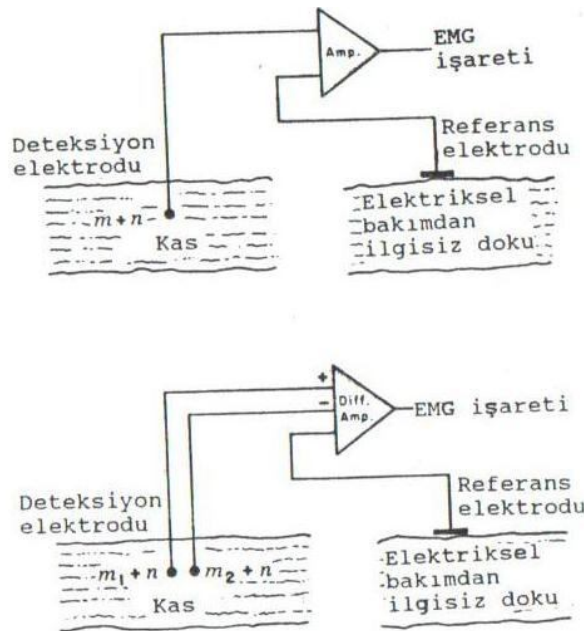 EMG
işareti
Amp.
Deteksiyon
elektrodu
Referans
elektrodu
m+n
Kas
Elektriksel
bakımdan
ilgisiz doku
+
-
Diff.
Amp.
EMG işareti
Deteksiyon
elektrodu
Referans
elektrodu
m₁+n
m₂+n
Kas
Elektriksel
bakımdan
ilgisiz doku